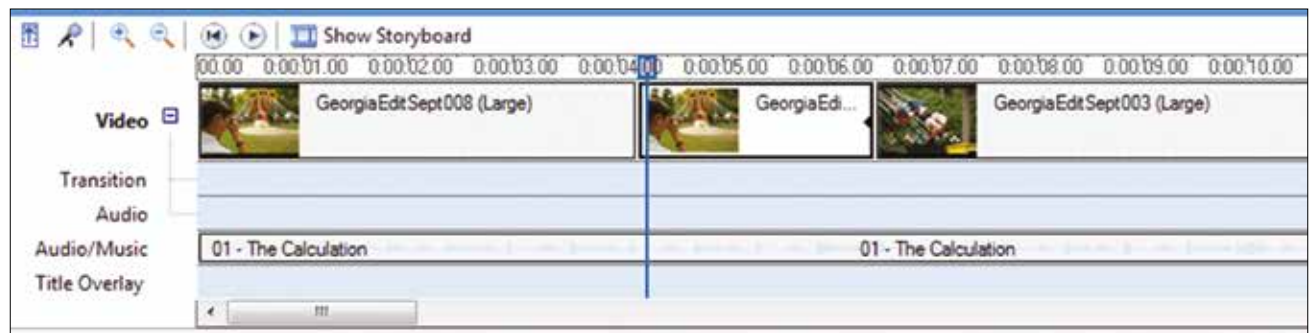 Show Storyboard
00.00 0:00:01.00 0:00:02.00 0:00:03.00 0:00:04.00 0:00:05.00 0:00:06.00 0:00:07.00 0:00:08.00 0:00:09.00 0:00:10.00
Video GeorgiaEditSept008 (Large) GeorgiaEdi... GeorgiaEditSept003 (Large)
Transition
Audio
Audio/Music 01 - The Calculation 01 - The Calculation
Title Overlay